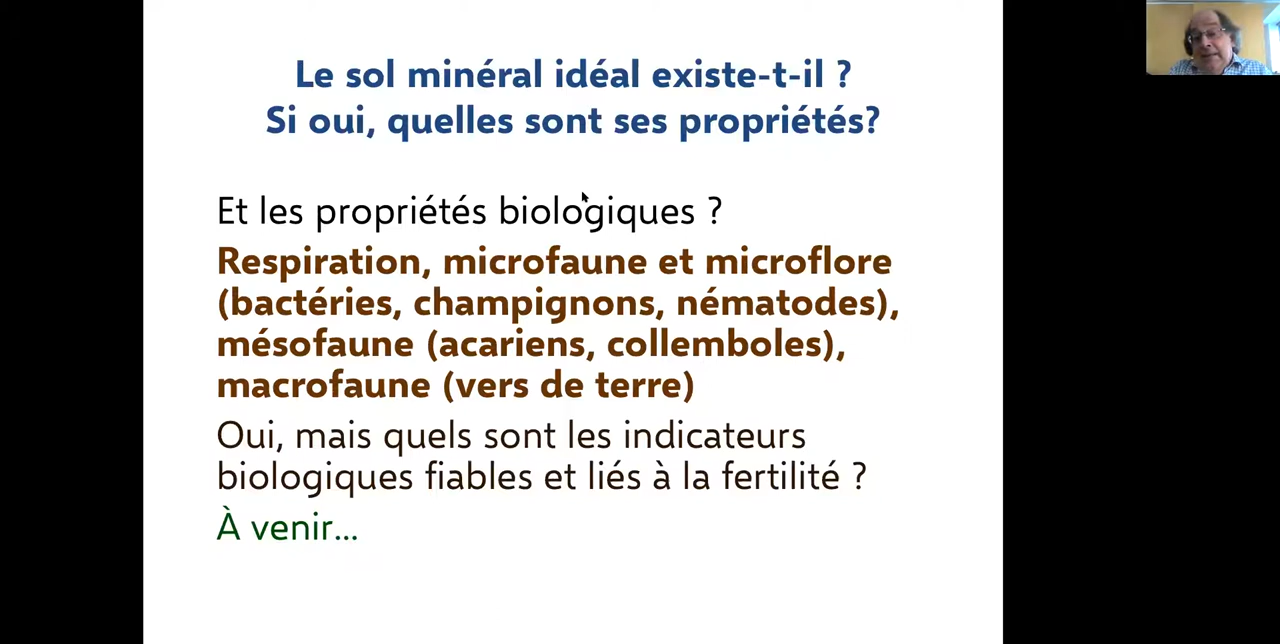 Le sol minéral idéal existe-t-il ?
Si oui, quelles sont ses propriétés?
Et les propriétés biologiques ?
Respiration, microfaune et microflore
(bactéries, champignons, nématodes),
mésofaune (acariens, collemboles),
macrofaune (vers de terre)
Oui, mais quels sont les indicateurs
biologiques fiables et liés à la fertilité ?
À venir...